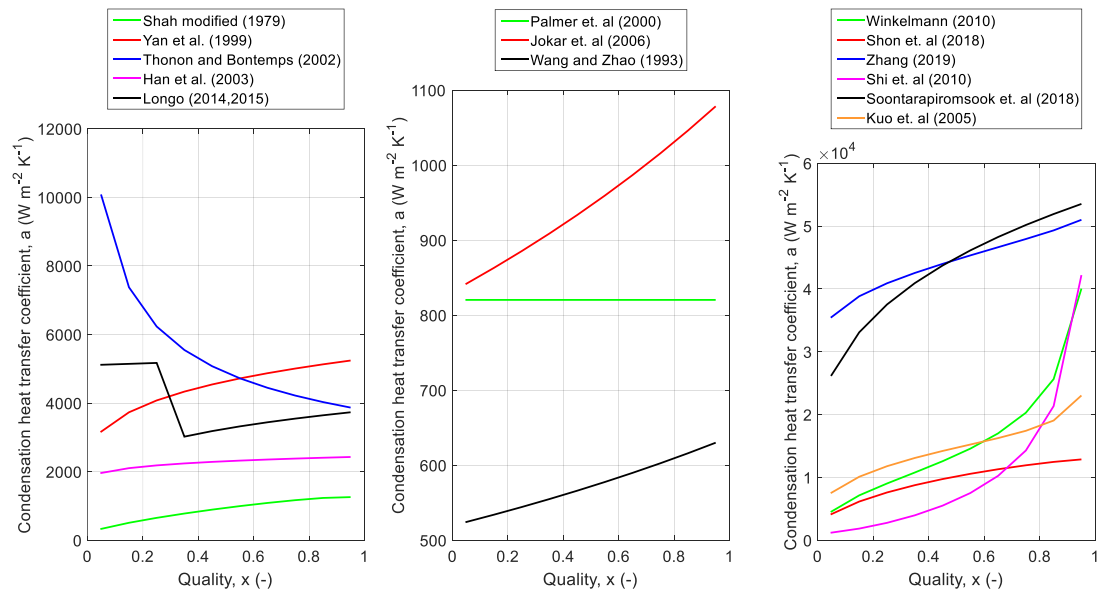 Shah modified (1979)
Yan et al. (1999)
Thonon and Bontemps (2002)
Han et al. (2003)
Longo (2014,2015)
12000
10000
8000
6000
4000
2000
0
0
0.2
0.4
0.6
0.8
1
Condensation heat transfer coefficient, a (W m-2 K-1)
Quality, x (-)
Palmer et. al (2000)
Jokar et. al (2006)
Wang and Zhao (1993)
1100
1000
900
800
700
600
500
0
0.2
0.4
0.6
0.8
1
Condensation heat transfer coefficient, a (W m-2 K-1)
Quality, x (-)
Winkelmann (2010)
Shon et. al (2018)
Zhang (2019)
Shi et. al (2010)
Soontarapiromsook et. al (2018)
Kuo et. al (2005)
×104
6
5
4
3
2
1
0
0
0.2
0.4
0.6
0.8
1
Condensation heat transfer coefficient, a (W m-2 K-1)
Quality, x (-)